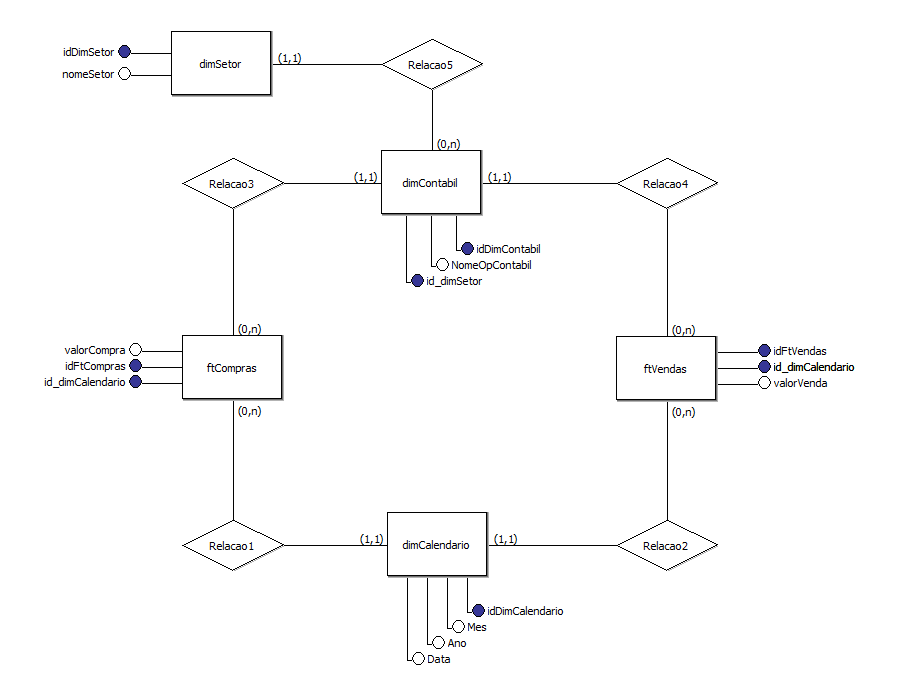 idDimSetor
nomeSetor
dimSetor
(1,1)
Relacao5
(0,n)
Relacao3
(1,1)
dimContabil
(1,1)
Relacao4
idDimContabil
NomeOpContabil
id_dimSetor
(0,n)
(0,n)
valorCompra
idFtCompras
id_dimCalendario
ftCompras
ftVendas
idFtVendas
id_dimCalendario
valorVenda
(0,n)
(0,n)
Relacao1
(1,1)
dimCalendario
(1,1)
Relacao2
idDimCalendario
Mes
Ano
Data